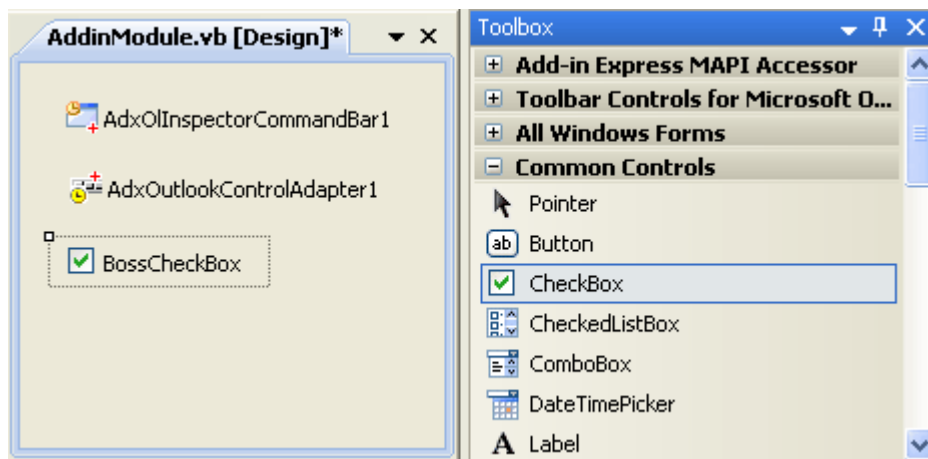 AddinModule.vb [Design]*
AdxOlInspectorCommandBar1
AdxOutlookControlAdapter1
BossCheckBox
Toolbox
Add-in Express MAPI Accessor
Toolbar Controls for Microsoft O...
All Windows Forms
Common Controls
Pointer
ab Button
CheckBox
CheckedListBox
ComboBox
DateTimePicker
A Label